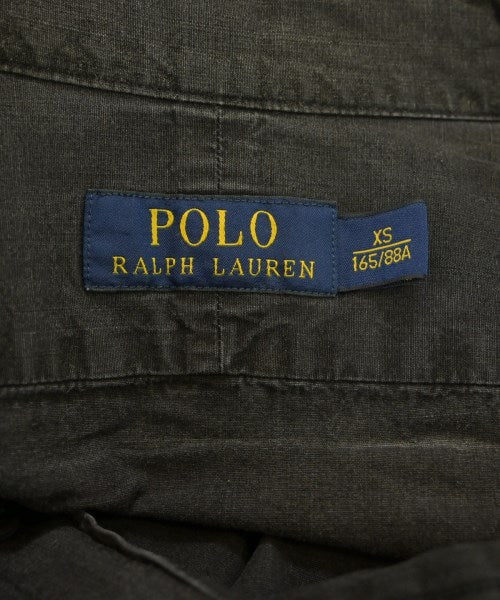 POLO
RALPH LAUREN
XS
165/88A